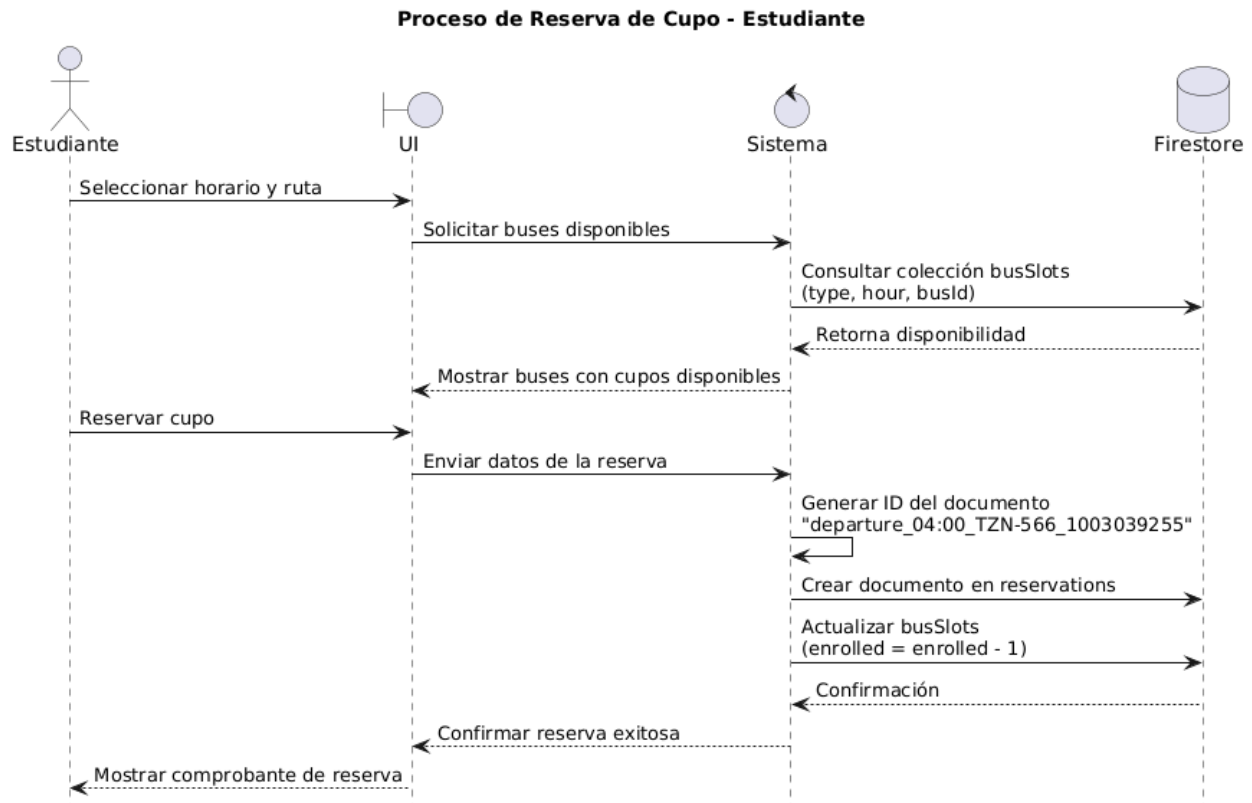 Proceso de Reserva de Cupo - Estudiante
Estudiante
UI
Sistema
Firestore
Seleccionar horario y ruta
Solicitar buses disponibles
Consultar colección busSlots
(type, hour, busId)
Retorna disponibilidad
Mostrar buses con cupos disponibles
Reservar cupo
Enviar datos de la reserva
Generar ID del documento
"departure_04:00_TZN-566_1003039255"
Crear documento en reservations
Actualizar busSlots
(enrolled = enrolled - 1)
Confirmación
Confirmar reserva exitosa
Mostrar comprobante de reserva